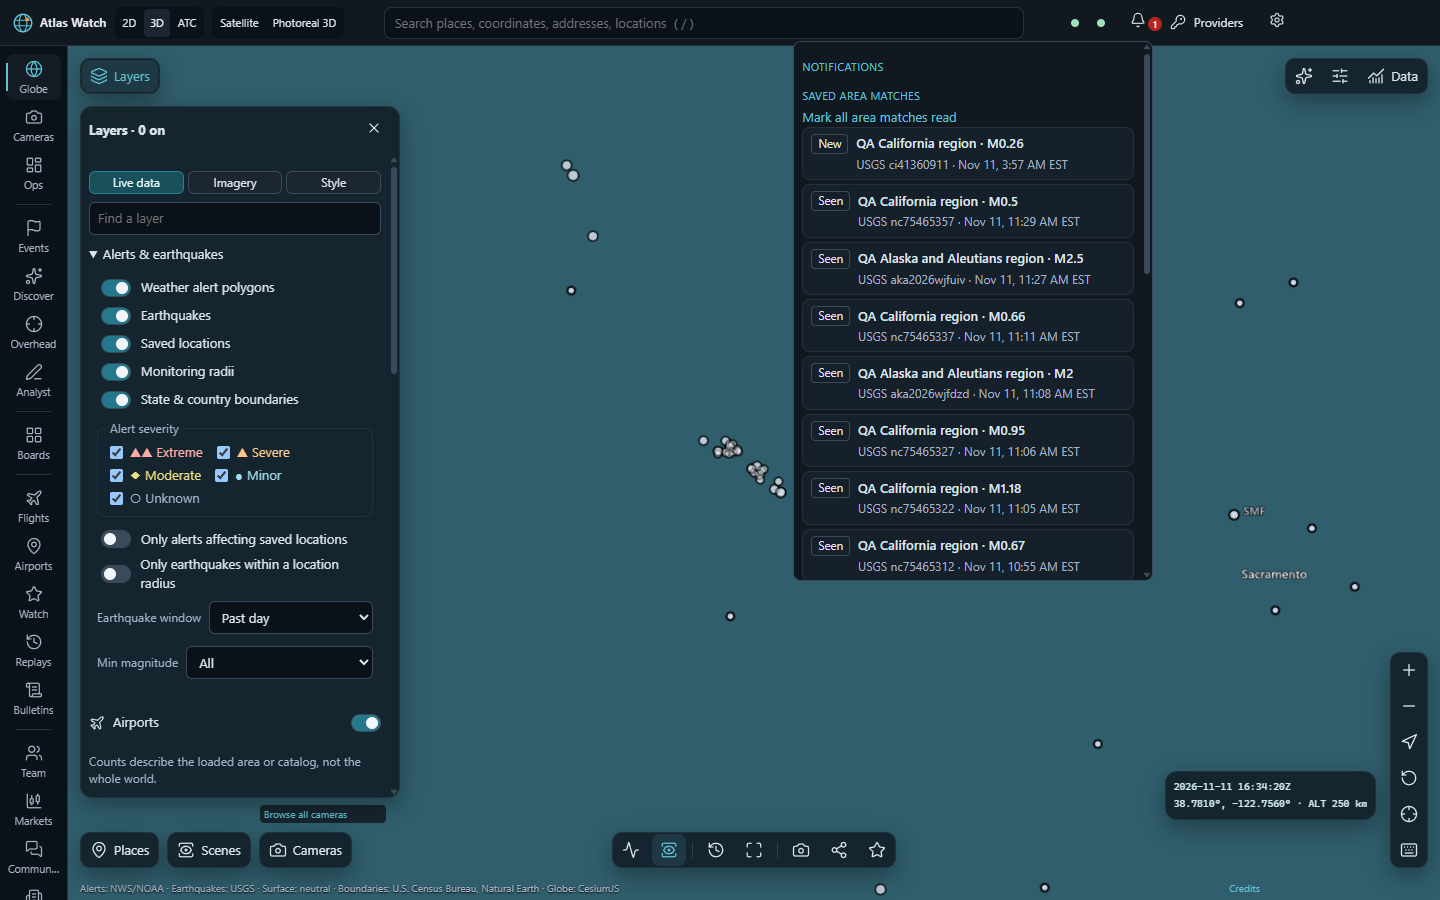 Atlas Watch
2D 3D ATC
Satellite Photoreal 3D
Search places, coordinates, addresses, locations ( / )
1
Providers
Globe
Cameras
Ops
Events
Discover
Overhead
Analyst
Boards
Flights
Airports
Watch
Replays
Bulletins
Team
Markets
Commun...
Layers
Layers · 0 on
Live data Imagery Style
Find a layer
Alerts & earthquakes
Weather alert polygons
Earthquakes
Saved locations
Monitoring radii
State & country boundaries
Alert severity
Extreme Severe
Moderate Minor
Unknown
Only alerts affecting saved locations
Only earthquakes within a location
radius
Earthquake window Past day
Min magnitude All
Airports
Counts describe the loaded area or catalog, not the
whole world.
Browse all cameras
Places Scenes Cameras
Alerts: NWS/NOAA · Earthquakes: USGS · Surface: neutral · Boundaries: U.S. Census Bureau, Natural Earth · Globe: CesiumJS
NOTIFICATIONS
SAVED AREA MATCHES
Mark all area matches read
New QA California region · M0.26
USGS ci41360911 · Nov 11, 3:57 AM EST
Seen QA California region · M0.5
USGS nc75465357 · Nov 11, 11:29 AM EST
Seen QA Alaska and Aleutians region · M2.5
USGS aka2026wjfuiv · Nov 11, 11:27 AM EST
Seen QA California region · M0.66
USGS nc75465337 · Nov 11, 11:11 AM EST
Seen QA Alaska and Aleutians region · M2
USGS aka2026wjfdzd · Nov 11, 11:08 AM EST
Seen QA California region · M0.95
USGS nc75465327 · Nov 11, 11:06 AM EST
Seen QA California region · M1.18
USGS nc75465322 · Nov 11, 11:05 AM EST
Seen QA California region · M0.67
USGS nc75465312 · Nov 11, 10:55 AM EST
Data
SMF
Sacramento
2026-11-11 16:34:20Z
38.7810°, -122.7560° · ALT 250 km
Credits